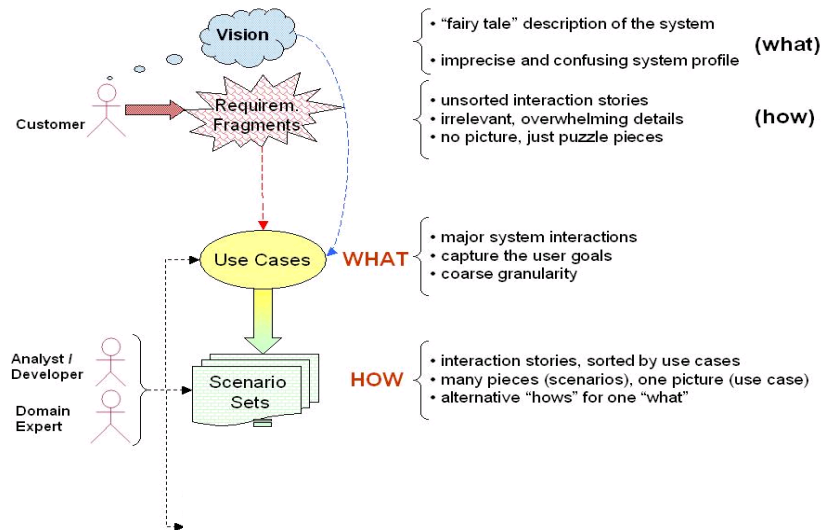 Vision
Customer
Requirem.
Fragments
• “fairy tale” description of the system
• imprecise and confusing system profile
(what)
• unsorted interaction stories
• irrelevant, overwhelming details
• no picture, just puzzle pieces
(how)
Use Cases
WHAT
• major system interactions
• capture the user goals
• coarse granularity
Analyst /
Developer
Domain
Expert
Scenario
Sets
HOW
• interaction stories, sorted by use cases
• many pieces (scenarios), one picture (use case)
• alternative “hows” for one “what”